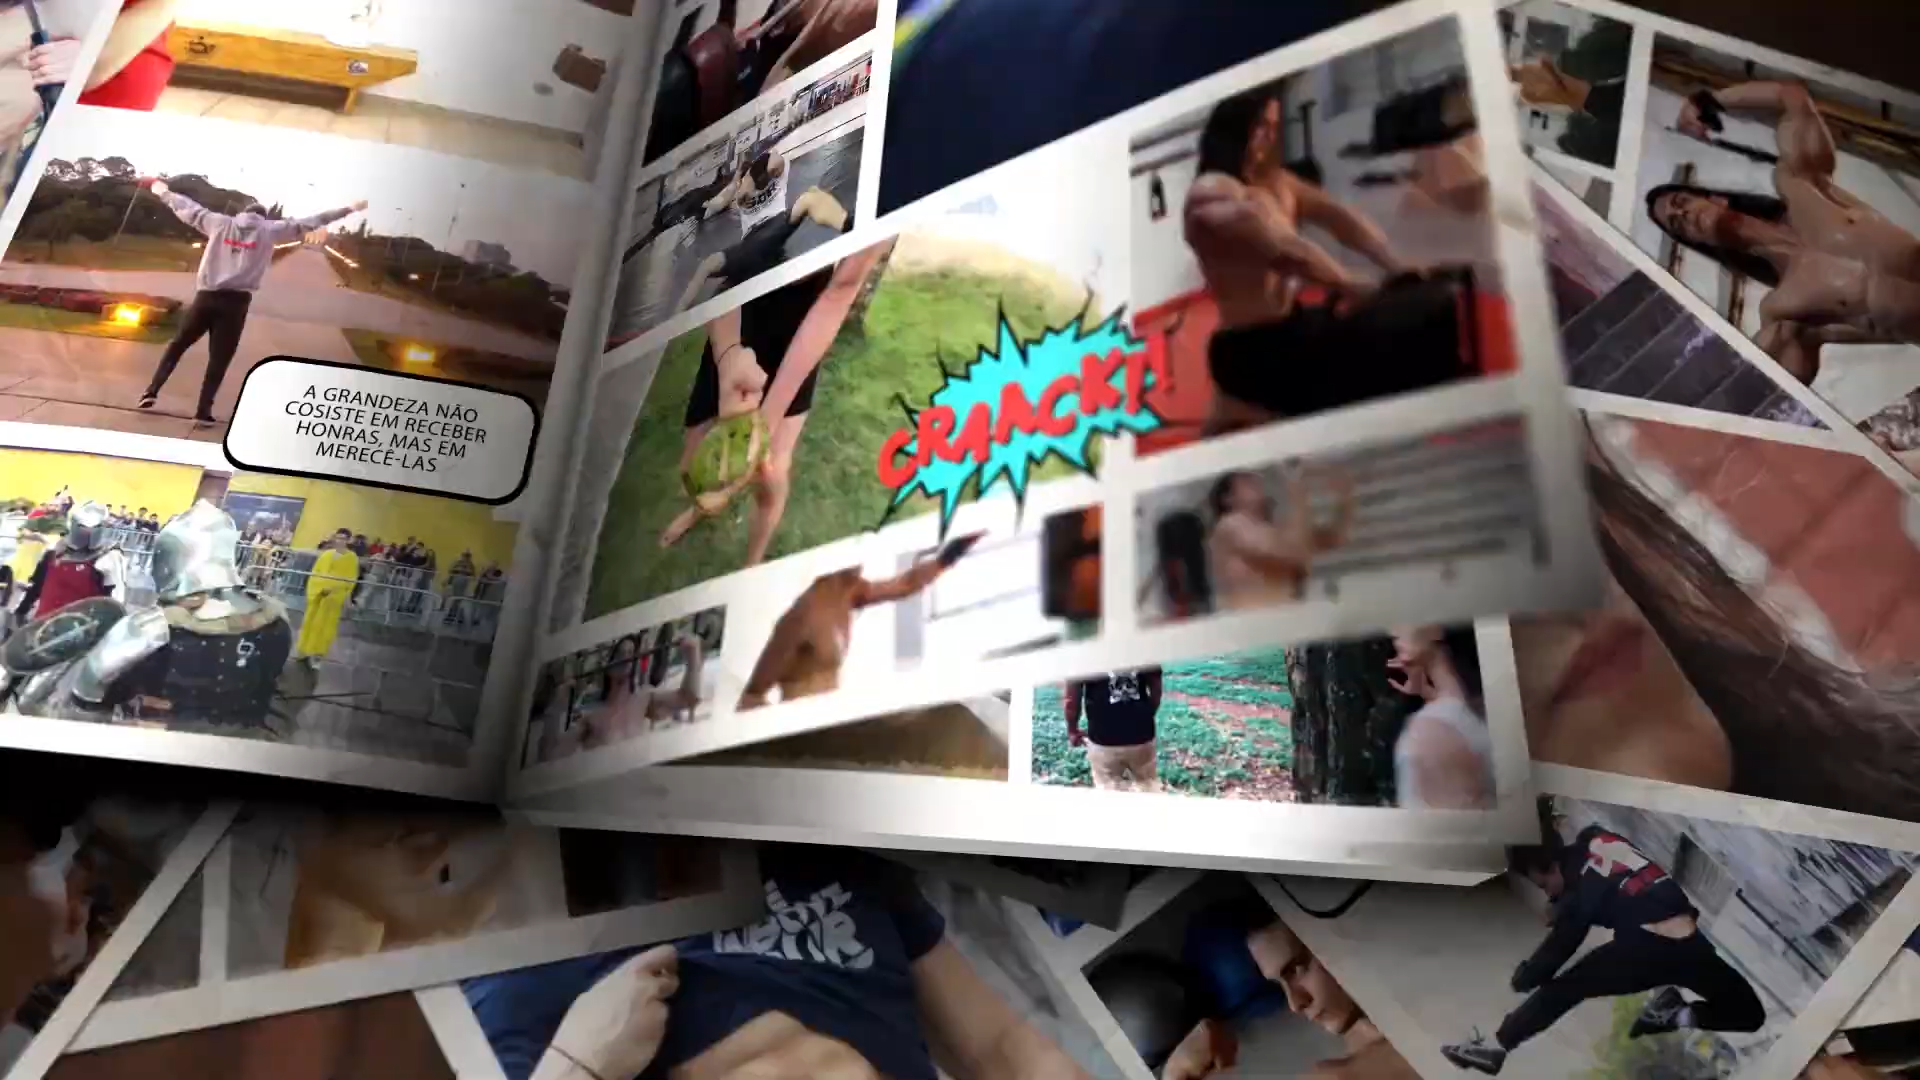 A GRANDEZA NÃO
COSISTE EM RECEBER
HONRAS, MAS EM
MERECÊ-LAS
CRAACK!!